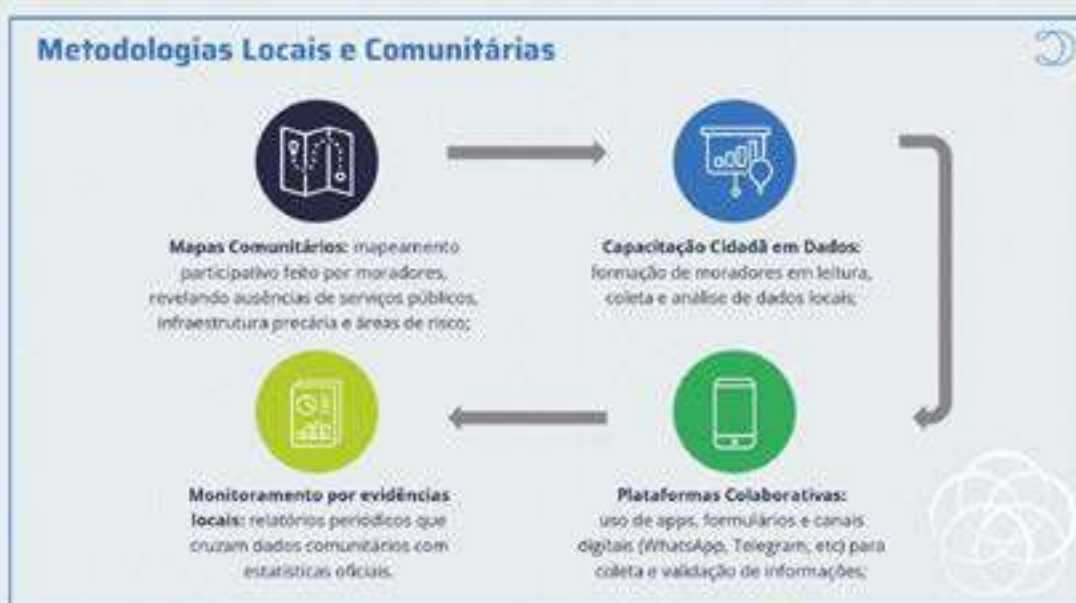 Metodologias Locais e Comunitárias
Mapas Comunitários: mapeamento
participativo feito por moradores,
revelando ausências de serviços públicos,
infraestrutura precária e áreas de risco;
Capacitação Cidadã em Dados:
formação de moradores em leitura,
coleta e análise de dados locais;
Plataformas Colaborativas:
uso de apps, formulários e canais
digitais (WhatsApp, Telegram, etc) para
coleta e validação de informações;
Monitoramento por evidências
locais: relatórios periódicos que
cruzam dados comunitários com
estatísticas oficiais.